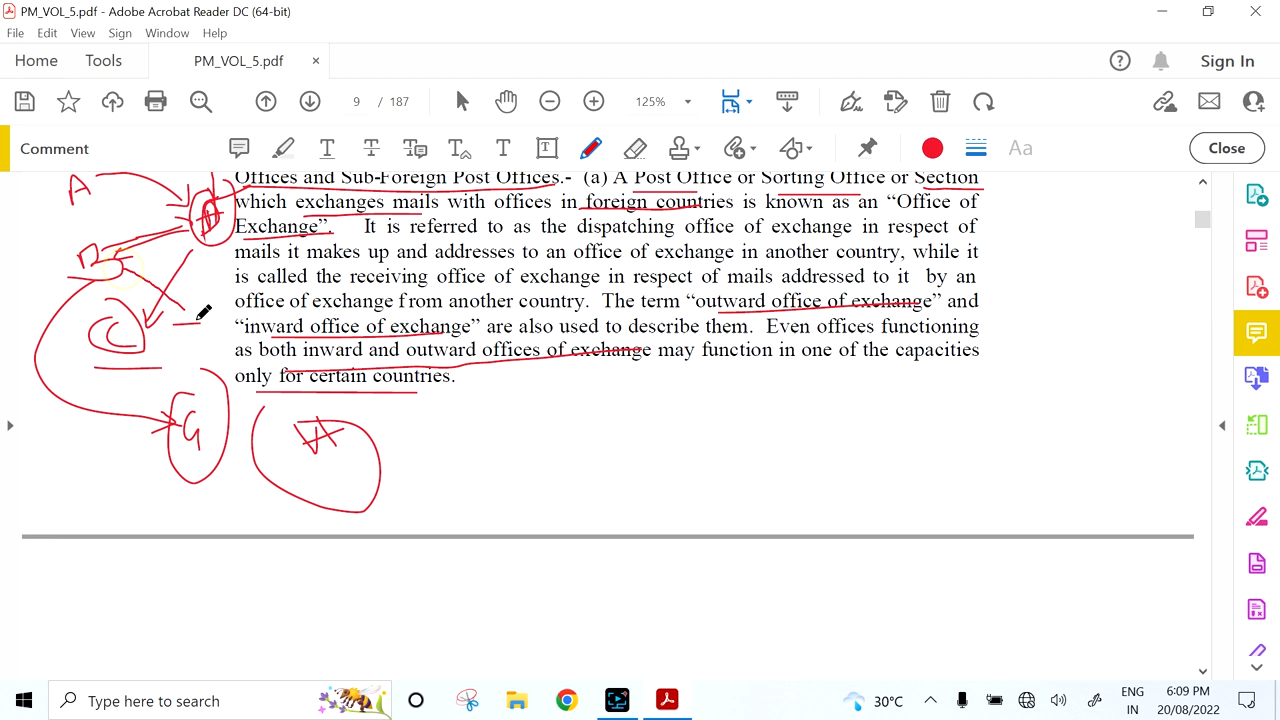 PM_VOL_5.pdf - Adobe Acrobat Reader DC (64-bit)
File Edit View Sign Window Help
Home Tools PM_VOL_5.pdf × Sign In
9 / 187 125%
Comment Aa Close
Offices and Sub-Foreign Post Offices.- (a) A Post Office or Sorting Office or Section
which exchanges mails with offices in foreign countries is known as an “Office of
Exchange”. It is referred to as the dispatching office of exchange in respect of
mails it makes up and addresses to an office of exchange in another country, while it
is called the receiving office of exchange in respect of mails addressed to it by an
office of exchange from another country. The term “outward office of exchange” and
“inward office of exchange” are also used to describe them. Even offices functioning
as both inward and outward offices of exchange may function in one of the capacities
only for certain countries.
A
B
C
G
Type here to search
30°C ENG 6:09 PM
IN 20/08/2022